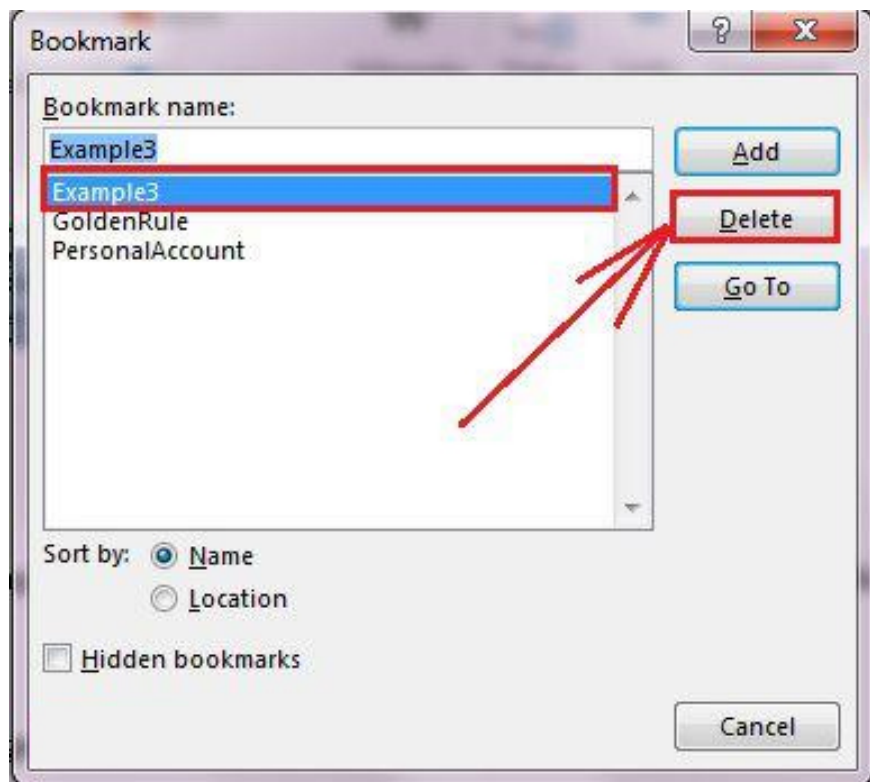 Bookmark
Bookmark name:
Example3
Add
Example3
GoldenRule
PersonalAccount
Delete
Go To
Sort by: Name
Location
Hidden bookmarks
Cancel